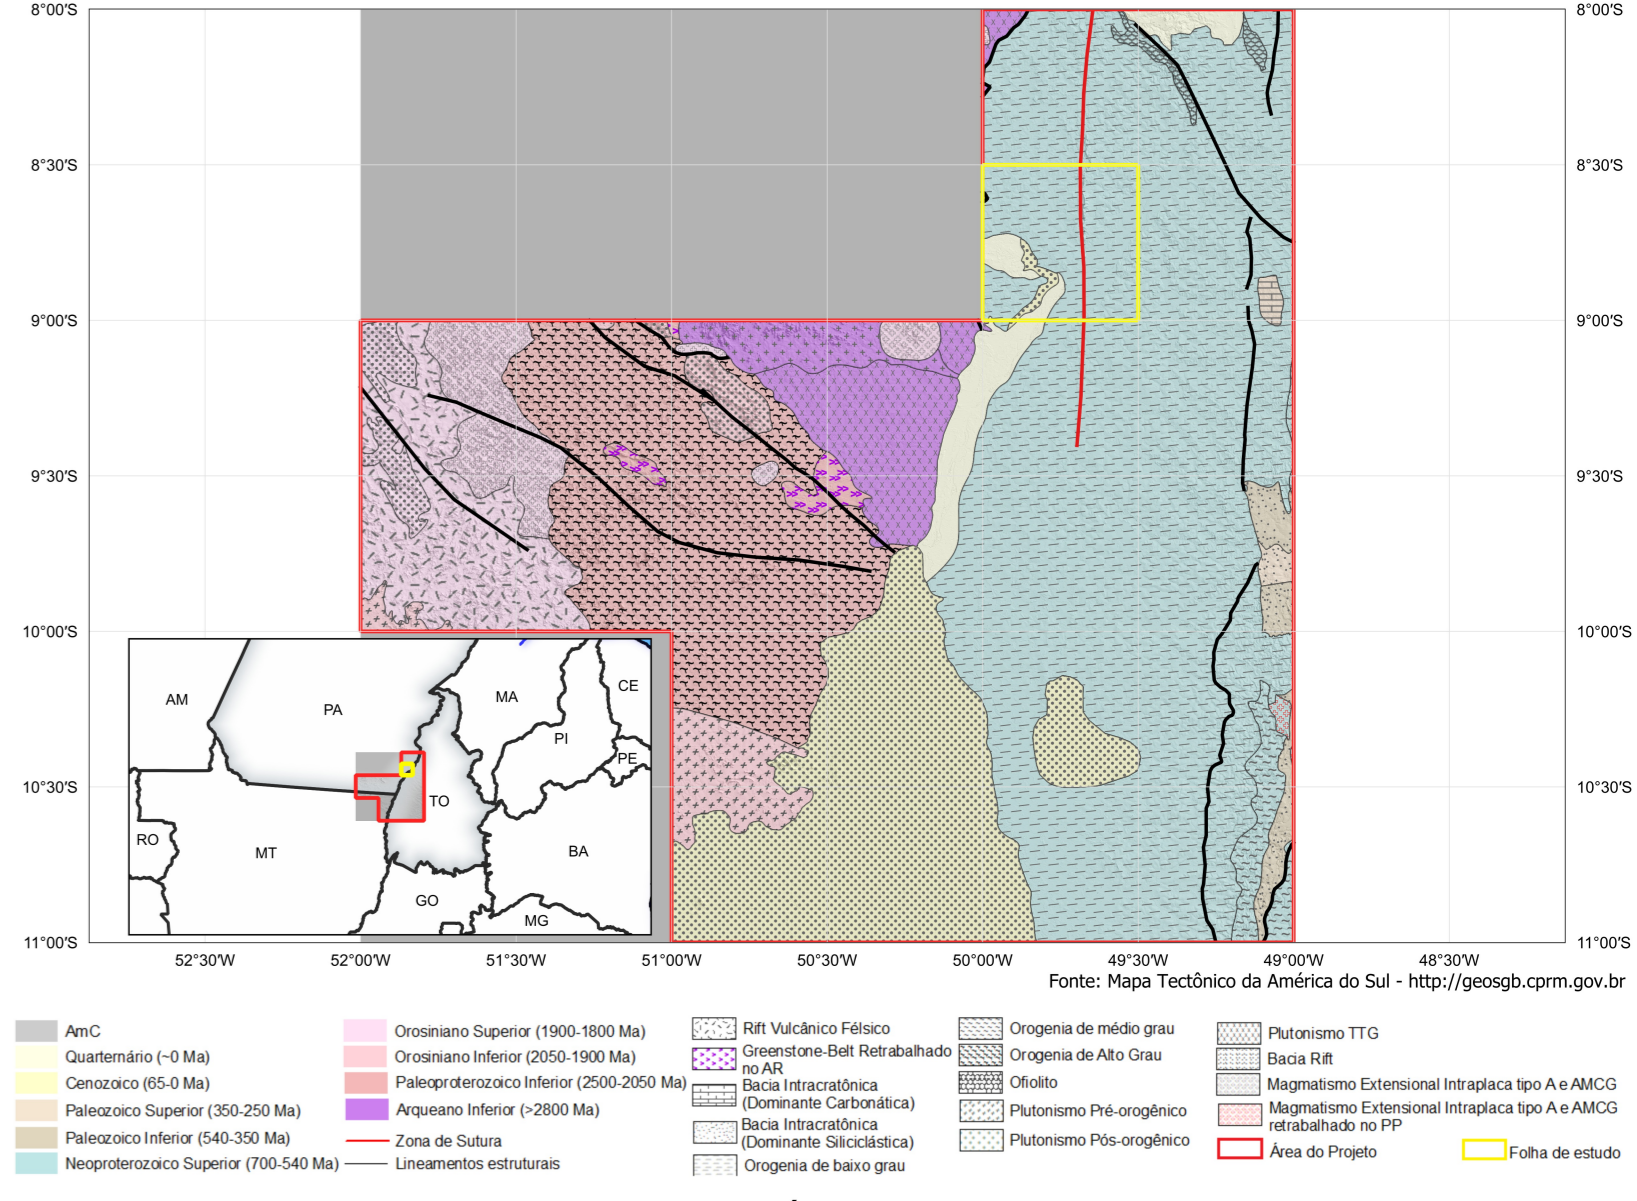 8°00'S 8°00'S
8°30'S 8°30'S
9°00'S 9°00'S
9°30'S 9°30'S
10°00'S 10°00'S
10°30'S 10°30'S
11°00'S 11°00'S
AM
PA
MA
CE
PI
PE
TO
RO
MT
BA
GO
MG
52°30'W 52°00'W 51°30'W 51°00'W 50°30'W 50°00'W 49°30'W 49°00'W 48°30'W
Fonte: Mapa Tectônico da América do Sul - http://geosgb.cprm.gov.br
AmC
Quarternário (~0 Ma)
Cenozoico (65-0 Ma)
Paleozoico Superior (350-250 Ma)
Paleozoico Inferior (540-350 Ma)
Neoproterozoico Superior (700-540 Ma)
Orosiniano Superior (1900-1800 Ma)
Orosiniano Inferior (2050-1900 Ma)
Paleoproterozoico Inferior (2500-2050 Ma)
Arqueano Inferior (>2800 Ma)
Zona de Sutura
Lineamentos estruturais
Rift Vulcânico Félsico
Greenstone-Belt Retrabalhado
no AR
Bacia Intracratônica
(Dominante Carbonática)
Bacia Intracratônica
(Dominante Siliciclástica)
Orogenia de baixo grau
Orogenia de médio grau
Orogenia de Alto Grau
Ofiolito
Plutonismo Pré-orogênico
Plutonismo Pós-orogênico
Plutonismo TTG
Bacia Rift
Magmatismo Extensional Intraplaca tipo A e AMCG
Magmatismo Extensional Intraplaca tipo A e AMCG
retrabalhado no PP
Área do Projeto
Folha de estudo